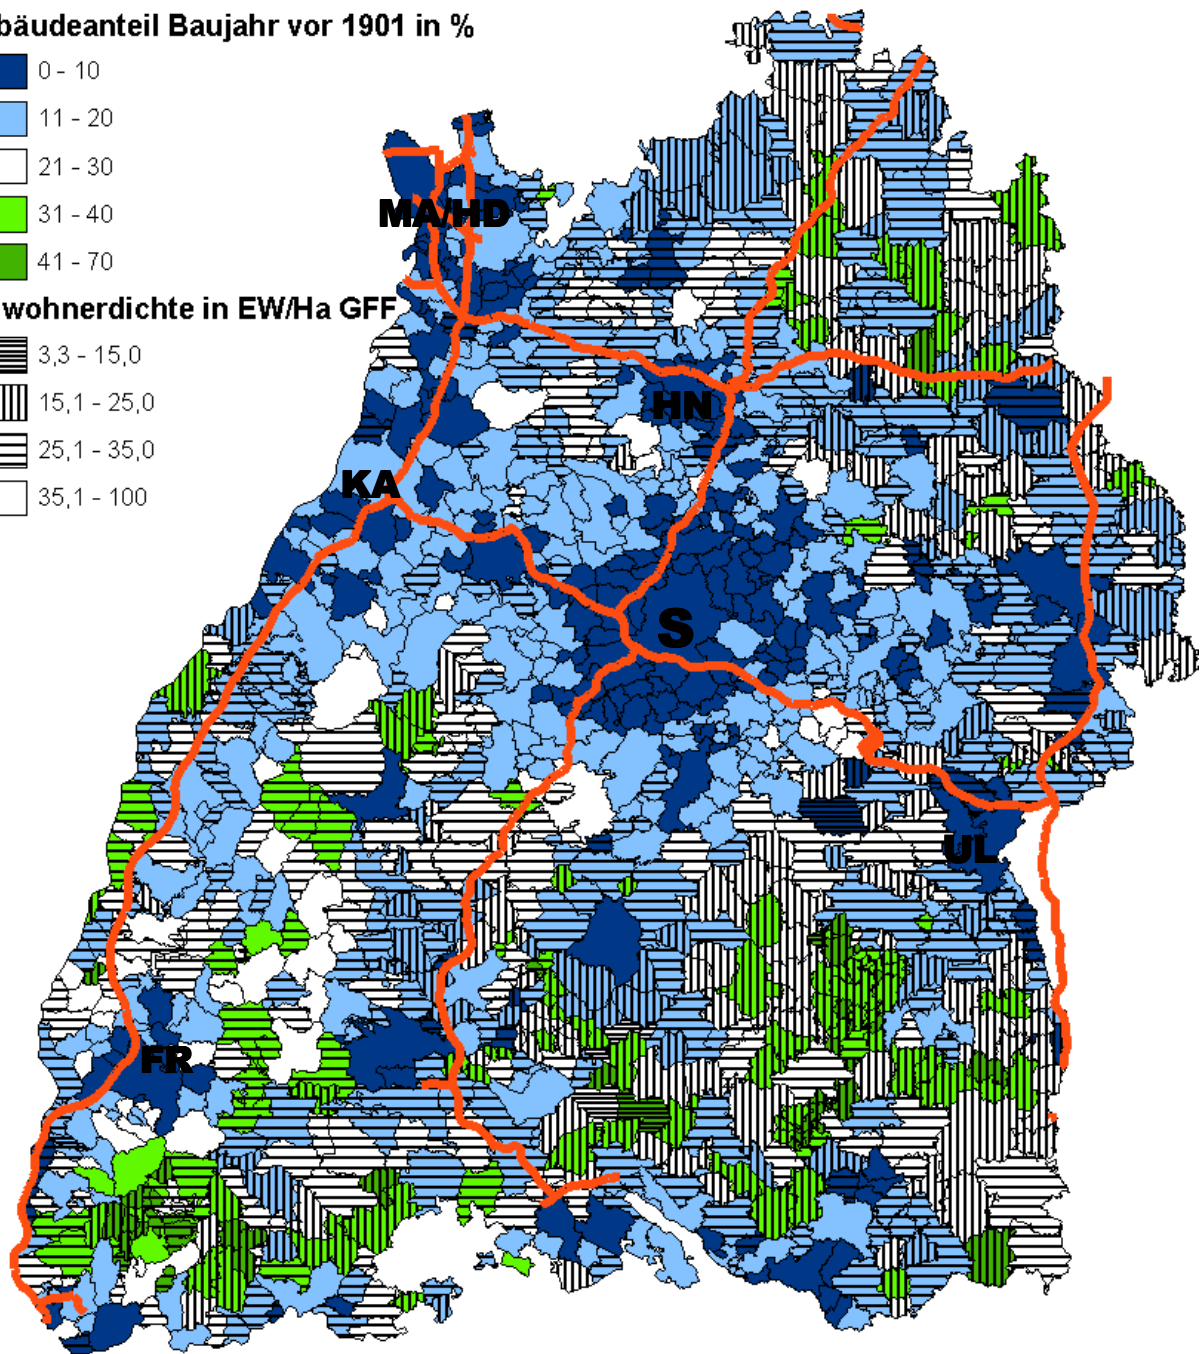 bäudeanteil Baujahr vor 1901 in %
0 - 10
11 - 20
21 - 30
31 - 40
41 - 70
wohnerdichte in EW/Ha GFF
3,3 - 15,0
15,1 - 25,0
25,1 - 35,0
35,1 - 100
MA/HD
HN
KA
S
UL
FR